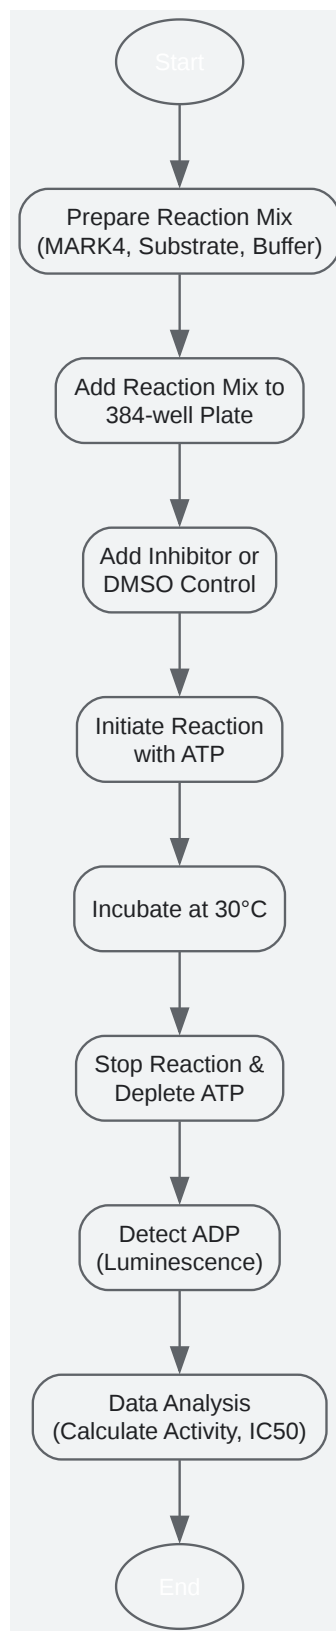 Start
Prepare Reaction Mix
(MARK4, Substrate, Buffer)
Add Reaction Mix to
384-well Plate
Add Inhibitor or
DMSO Control
Initiate Reaction
with ATP
Incubate at 30°C
Stop Reaction &
Deplete ATP
Detect ADP
(Luminescence)
Data Analysis
(Calculate Activity, IC50)
End